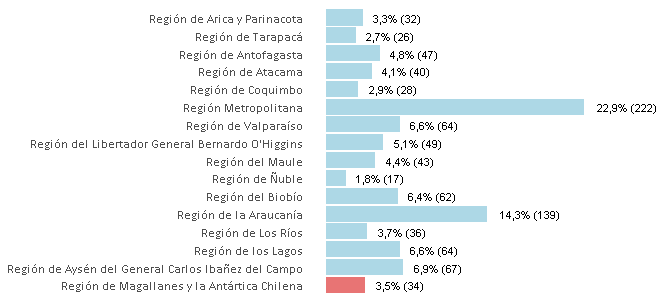 Región de Arica y Parinacota 3,3% (32)
Región de Tarapacá 2,7% (26)
Región de Antofagasta 4,8% (47)
Región de Atacama 4,1% (40)
Región de Coquimbo 2,9% (28)
Región Metropolitana 22,9% (222)
Región de Valparaíso 6,6% (64)
Región del Libertador General Bernardo O'Higgins 5,1% (49)
Región del Maule 4,4% (43)
Región de Ñuble 1,8% (17)
Región del Biobío 6,4% (62)
Región de la Araucanía 14,3% (139)
Región de Los Ríos 3,7% (36)
Región de los Lagos 6,6% (64)
Región de Aysén del General Carlos Ibañez del Campo 6,9% (67)
Región de Magallanes y la Antártica Chilena 3,5% (34)